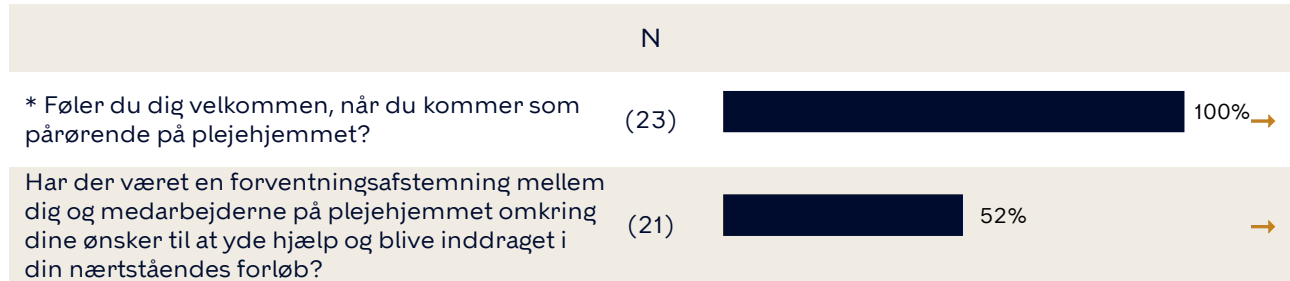 N
* Føler du dig velkommen, når du kommer som
pårørende på plejehjemmet?
(23)
100%→
Har der været en forventningsafstemning mellem
dig og medarbejderne på plejehjemmet omkring
dine ønsker til at yde hjælp og blive inddraget i
din nærtståendes forløb?
(21)
52%
→